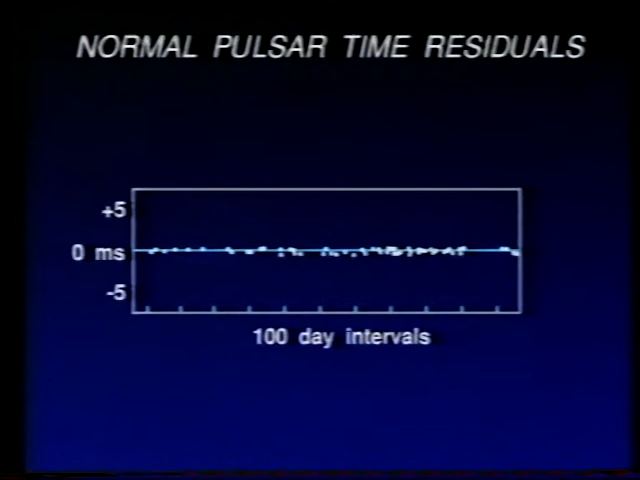 NORMAL PULSAR TIME RESIDUALS
+5
0 ms
-5
100 day intervals